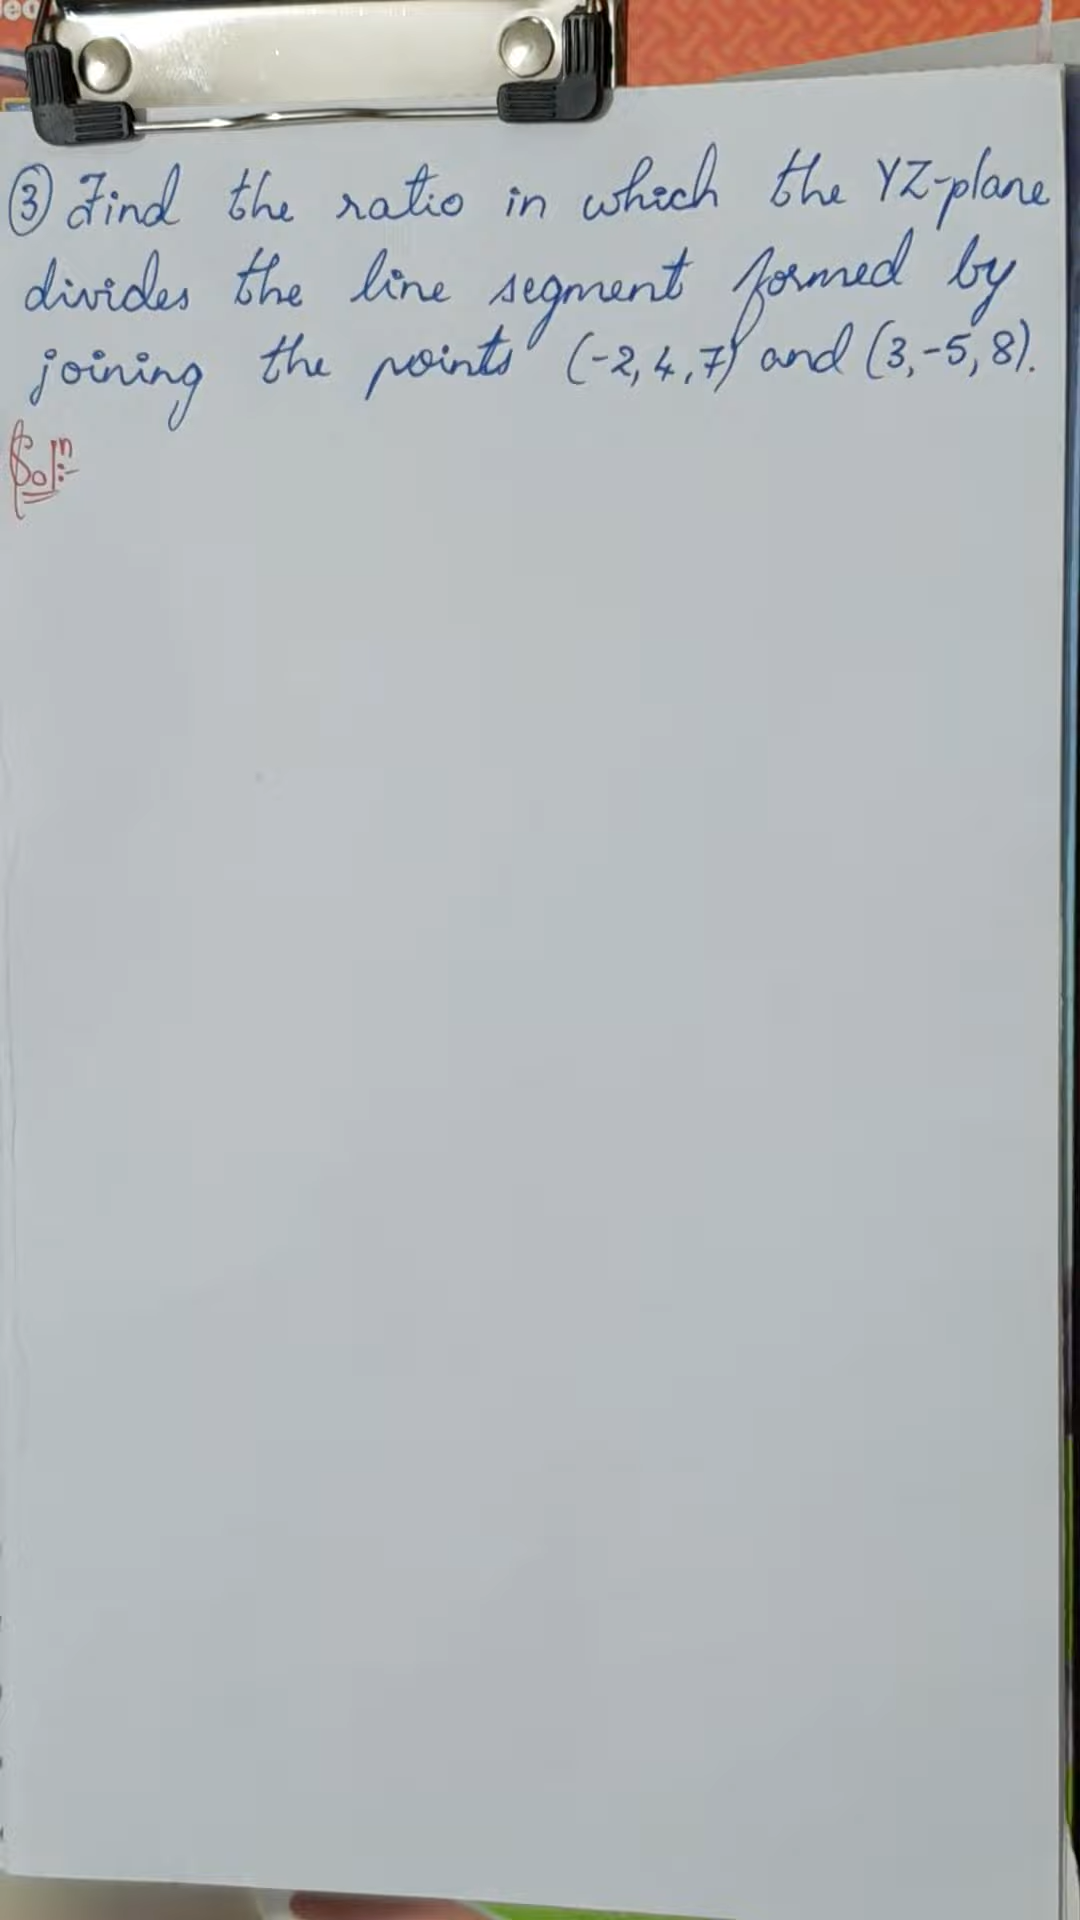 eo
③ Find the ratio in which the YZ-plane
divides the line segment formed by
joining the points (-2,4,7) and (3,-5,8).
Solⁿ:-